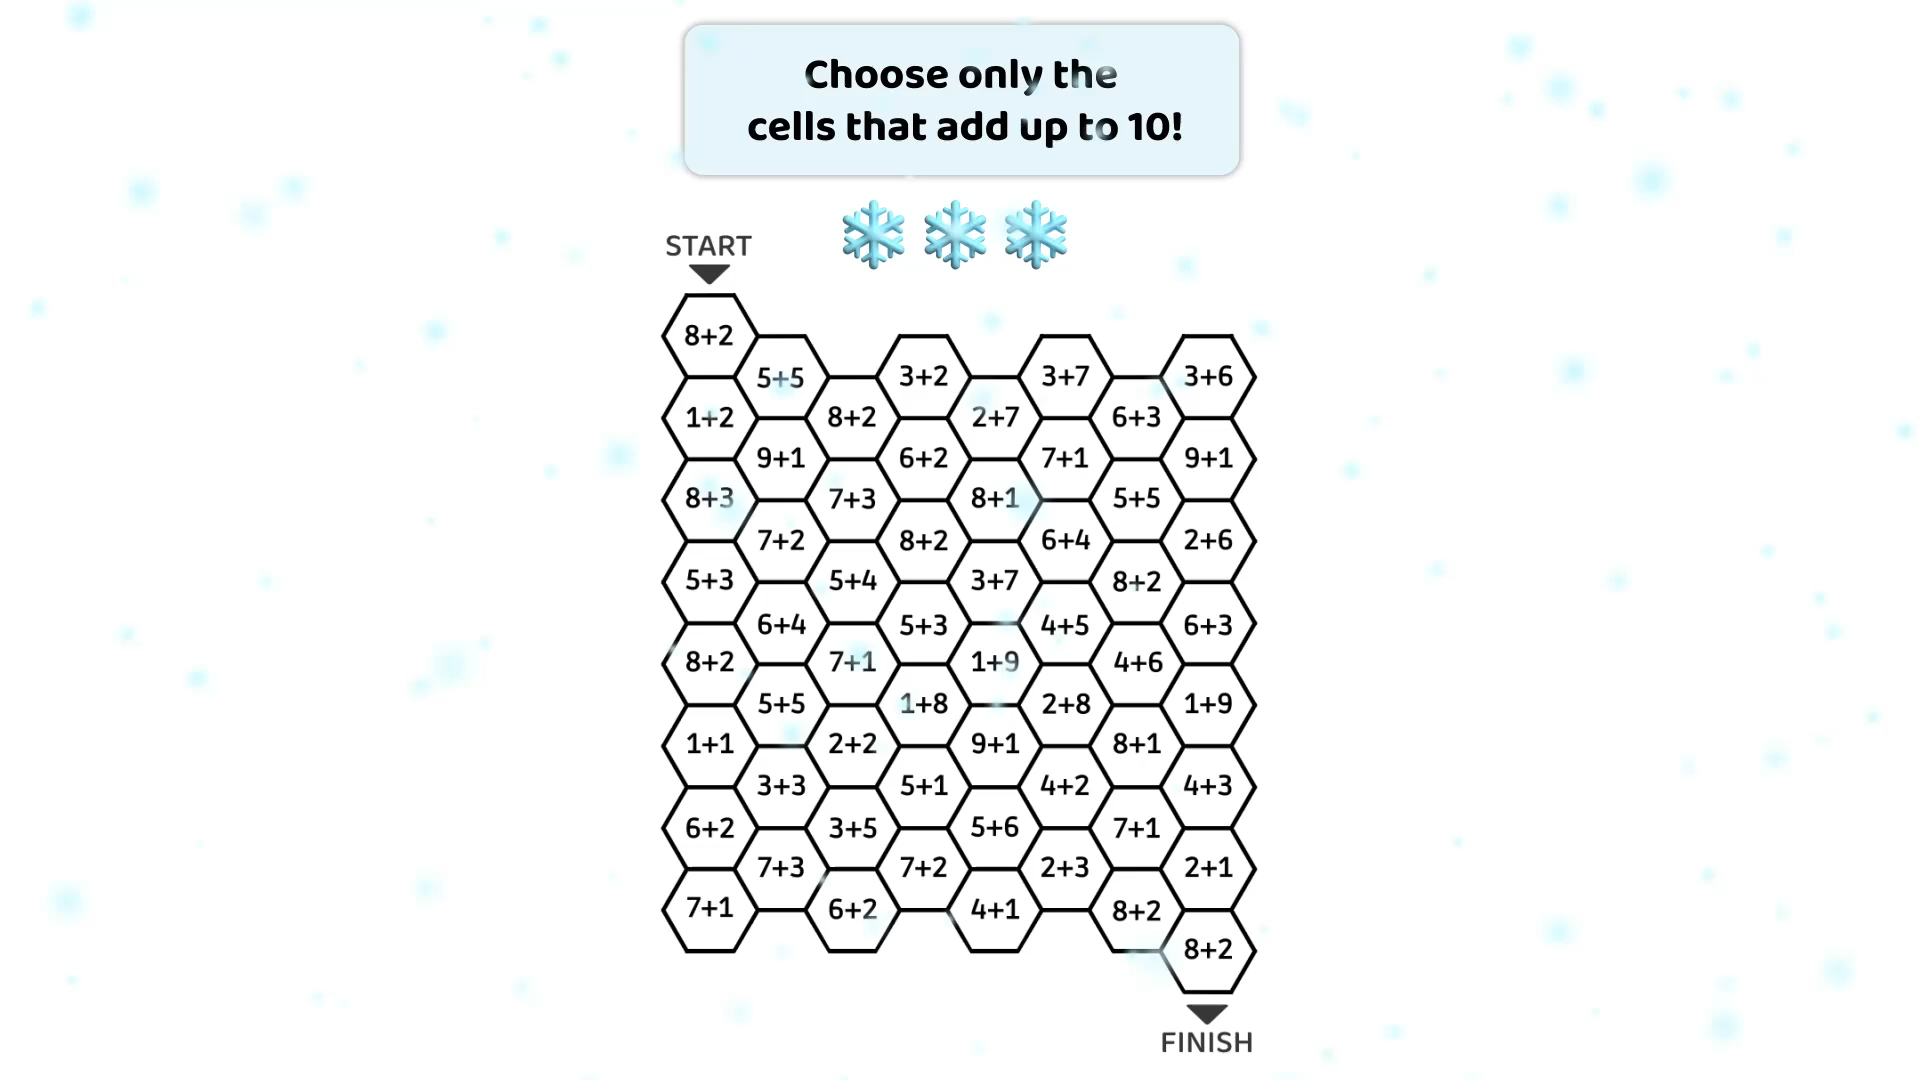 Choose only the
cells that add up to 10!
START
8+2
5+5 3+2 3+7 3+6
1+2 8+2 2+7 6+3
9+1 6+2 7+1 9+1
8+3 7+3 8+1 5+5
7+2 8+2 6+4 2+6
5+3 5+4 3+7 8+2
6+4 5+3 4+5 6+3
8+2 7+1 1+9 4+6
5+5 1+8 2+8 1+9
1+1 2+2 9+1 8+1
3+3 5+1 4+2 4+3
6+2 3+5 5+6 7+1
7+3 7+2 2+3 2+1
7+1 6+2 4+1 8+2
8+2
FINISH